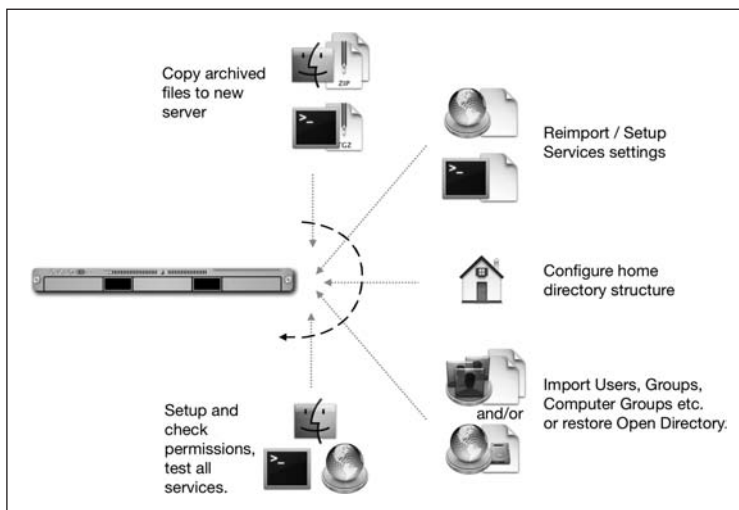 Copy archived
files to new
server
ZIP
>_
TGZ
Reimport / Setup
Services settings
>_
Configure home
directory structure
Import Users, Groups,
and/or
Computer Groups etc.
or restore Open Directory.
Setup and
check
permissions,
test all
services.
>_